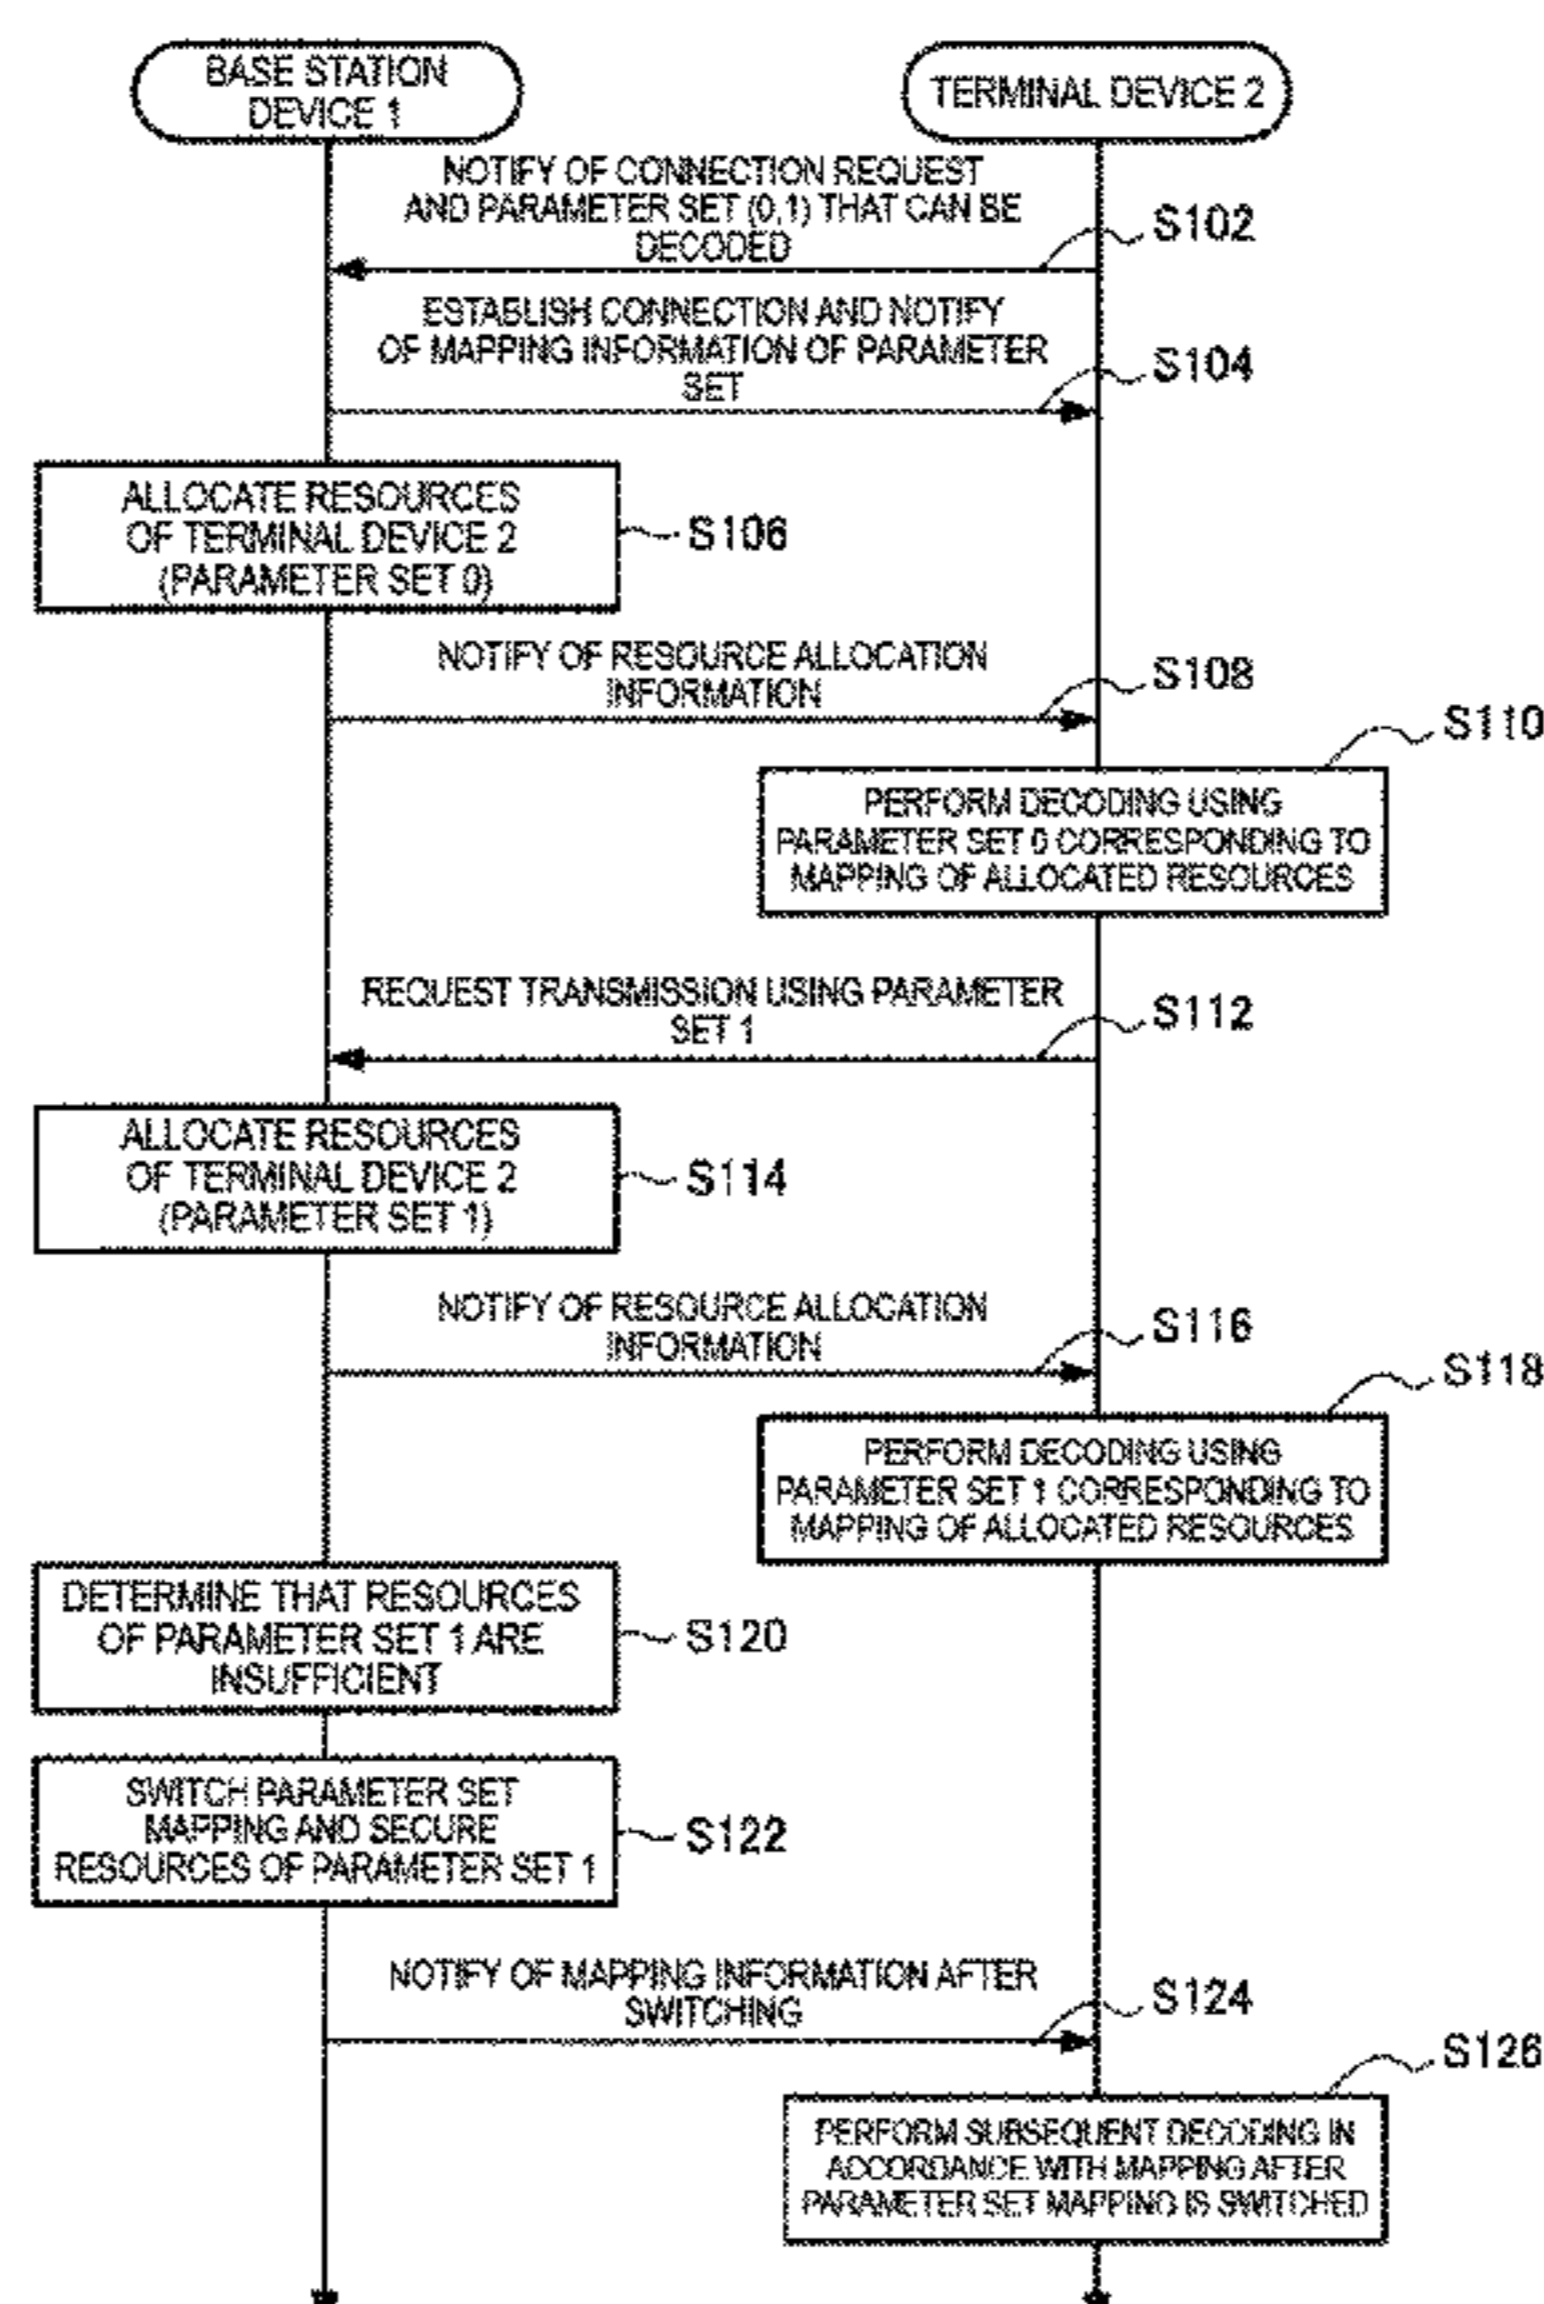 BASE STATION
DEVICE 1
TERMINAL DEVICE 2
NOTIFY OF CONNECTION REQUEST
AND PARAMETER SET (0,1) THAT CAN BE
DECODED
S102
ESTABLISH CONNECTION AND NOTIFY
OF MAPPING INFORMATION OF PARAMETER
SET
S104
ALLOCATE RESOURCES
OF TERMINAL DEVICE 2
(PARAMETER SET 0)
S106
NOTIFY OF RESOURCE ALLOCATION
INFORMATION
S108
S110
PERFORM DECODING USING
PARAMETER SET 0 CORRESPONDING TO
MAPPING OF ALLOCATED RESOURCES
REQUEST TRANSMISSION USING PARAMETER
SET 1
S112
ALLOCATE RESOURCES
OF TERMINAL DEVICE 2
(PARAMETER SET 1)
S114
NOTIFY OF RESOURCE ALLOCATION
INFORMATION
S116
S118
PERFORM DECODING USING
PARAMETER SET 1 CORRESPONDING TO
MAPPING OF ALLOCATED RESOURCES
DETERMINE THAT RESOURCES
OF PARAMETER SET 1 ARE
INSUFFICIENT
S120
SWITCH PARAMETER SET
MAPPING AND SECURE
RESOURCES OF PARAMETER SET 1
S122
NOTIFY OF MAPPING INFORMATION AFTER
SWITCHING
S124
S126
PERFORM SUBSEQUENT DECODING IN
ACCORDANCE WITH MAPPING AFTER
PARAMETER SET MAPPING IS SWITCHED